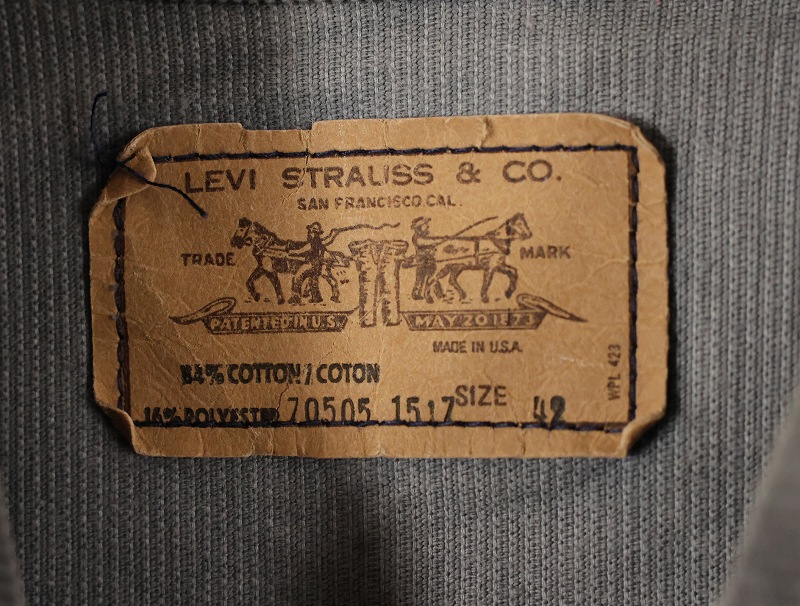 LEVI STRAUSS & CO.
SAN FRANCISCO, CAL.
TRADE MARK
PATENTED IN U.S. MAY 20 1873
MADE IN U.S.A.
84% COTTON / COTON
16% POLYESTER 70505 1517 SIZE 42
WPL 423